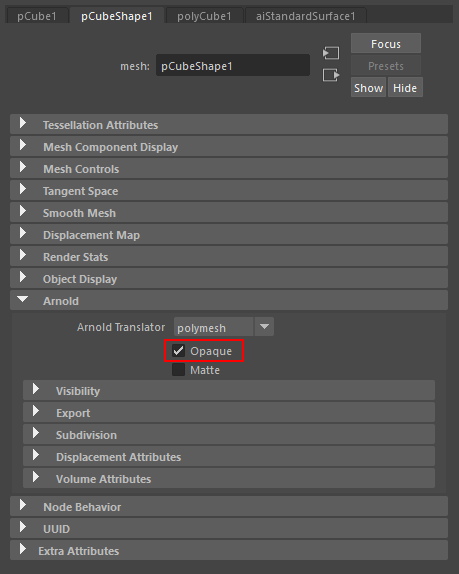 pCube1 pCubeShape1 polyCube1 aiStandardSurface1
Focus
mesh: pCubeShape1
Presets
Show Hide
Tessellation Attributes
Mesh Component Display
Mesh Controls
Tangent Space
Smooth Mesh
Displacement Map
Render Stats
Object Display
Arnold
Arnold Translator polymesh
Opaque
Matte
Visibility
Export
Subdivision
Displacement Attributes
Volume Attributes
Node Behavior
UUID
Extra Attributes